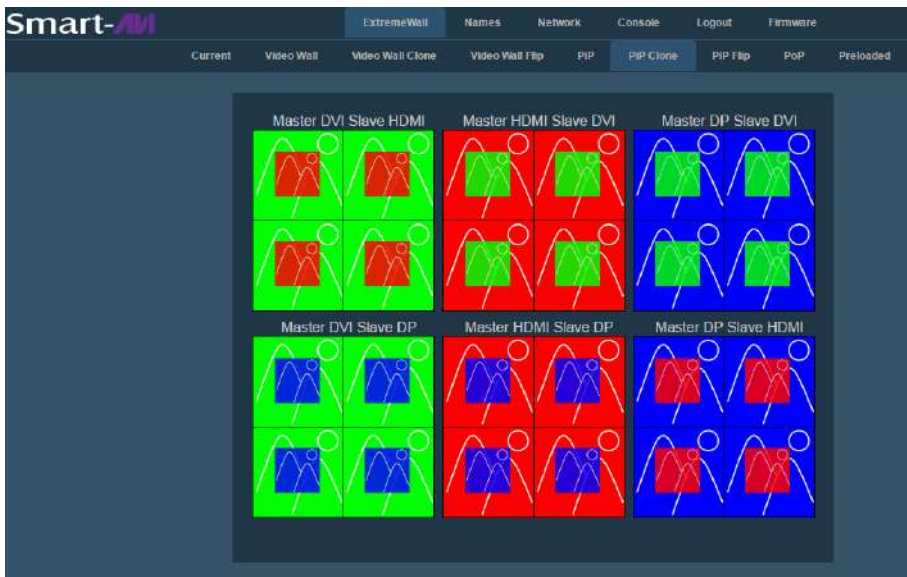 Smart-AVI
ExtremeWall Names Network Console Logout Firmware
Current Video Wall Video Wall Clone Video Wall Flip PiP PiP Clone PiP Flip PoP Preloaded
Master DVI Slave HDMI Master HDMI Slave DVI Master DP Slave DVI
Master DVI Slave DP Master HDMI Slave DP Master DP Slave HDMI